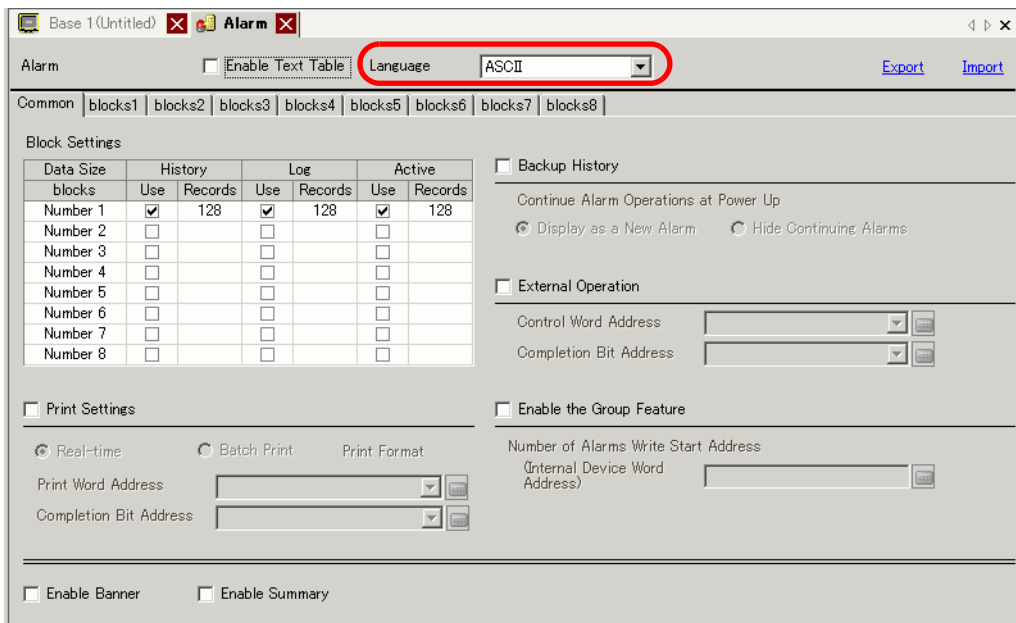 Base 1(Untitled) Alarm
Alarm Enable Text Table Language ASCII Export Import
Common blocks1 blocks2 blocks3 blocks4 blocks5 blocks6 blocks7 blocks8
Block Settings
Data Size History Log Active
blocks Use Records Use Records Use Records
Number 1 128 128 128
Number 2
Number 3
Number 4
Number 5
Number 6
Number 7
Number 8
Backup History
Continue Alarm Operations at Power Up
Display as a New Alarm Hide Continuing Alarms
External Operation
Control Word Address
Completion Bit Address
Print Settings
Real-time Batch Print Print Format
Print Word Address
Completion Bit Address
Enable the Group Feature
Number of Alarms Write Start Address
(Internal Device Word
Address)
Enable Banner Enable Summary